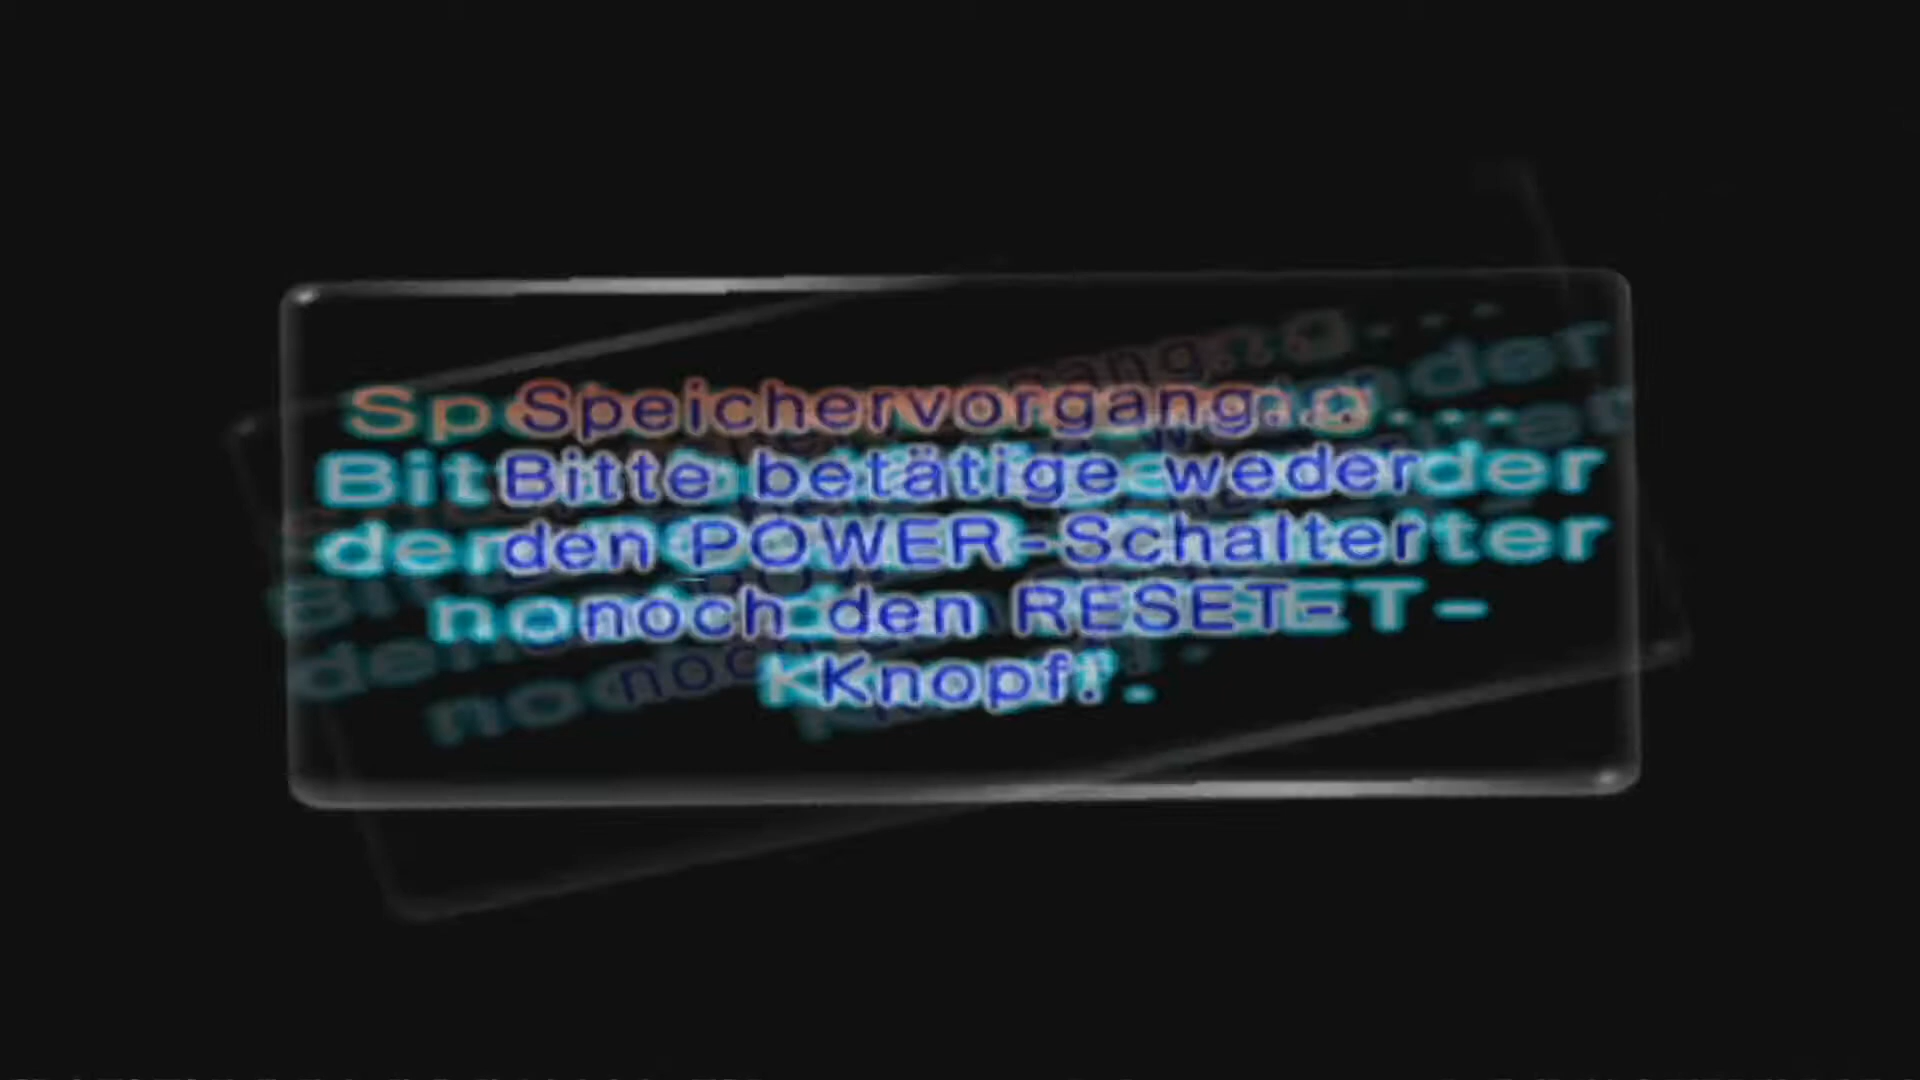 Speichervorgang...
Bitte betätige weder
den POWER-Schalter
noch den RESET-
Knopf!